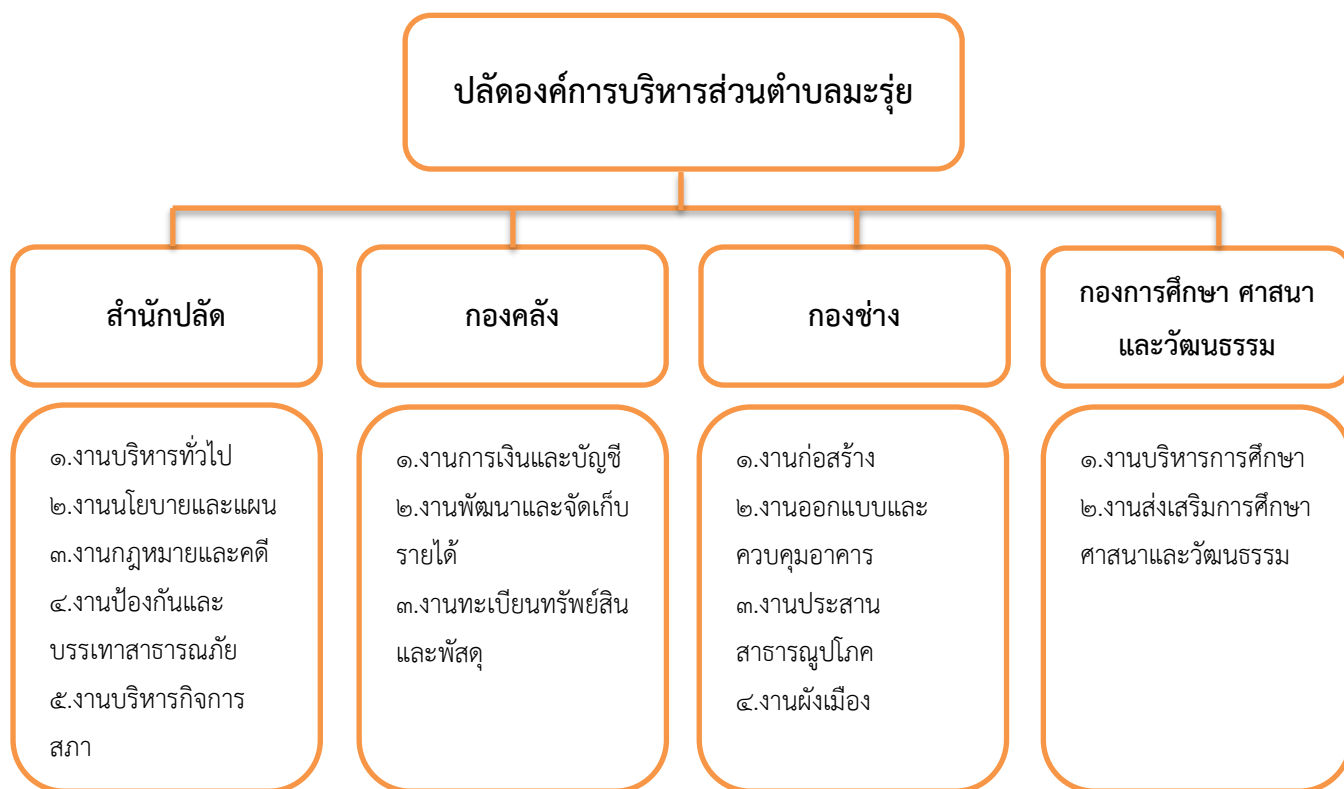 ปลัดองค์การบริหารส่วนตำบลมะรุ่ย
สำนักปลัด
กองคลัง
กองช่าง
กองการศึกษา ศาสนา
และวัฒนธรรม
๑.งานบริหารทั่วไป
๒.งานนโยบายและแผน
๓.งานกฎหมายและคดี
๔.งานป้องกันและ
บรรเทาสาธารณภัย
๕.งานบริหารกิจการ
สภา
๑.งานการเงินและบัญชี
๒.งานพัฒนาและจัดเก็บ
รายได้
๓.งานทะเบียนทรัพย์สิน
และพัสดุ
๑.งานก่อสร้าง
๒.งานออกแบบและ
ควบคุมอาคาร
๓.งานประสาน
สาธารณูปโภค
๔.งานผังเมือง
๑.งานบริหารการศึกษา
๒.งานส่งเสริมการศึกษา
ศาสนาและวัฒนธรรม